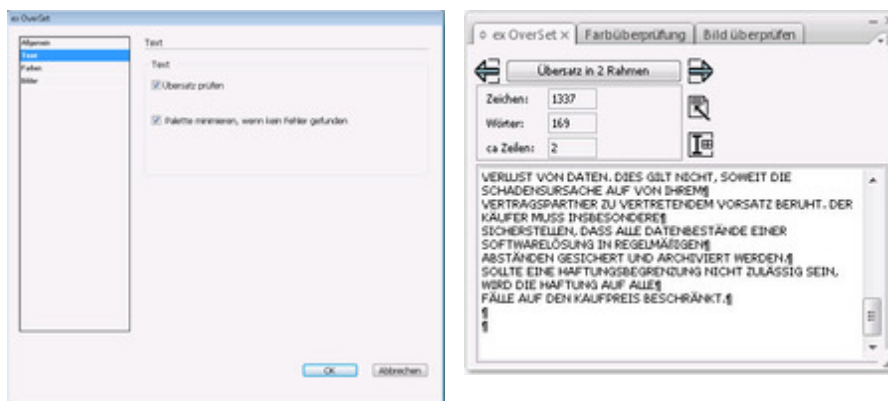 ex OverSet
Allgemein
Text
Farben
Bilder
Text
Text
Übersatz prüfen
Palette minimieren, wenn kein Fehler gefunden
OK
Abbrechen
ex OverSet
Farbüberprüfung
Bild überprüfen
Übersatz in 2 Rahmen
Zeichen: 1337
Wörter: 169
ca Zeilen: 2
VERLUST VON DATEN. DIES GILT NICHT, SOWEIT DIE
SCHADENSURSACHE AUF VON IHREM¶
VERTRAGSPARTNER ZU VERTRETENDEM VORSATZ BERUHT. DER
KÄUFER MUSS INSBESONDERE¶
SICHERSTELLEN, DASS ALLE DATENBESTÄNDE EINER
SOFTWARELÖSUNG IN REGELMÄßIGEN¶
ABSTÄNDEN GESICHERT UND ARCHIVIERT WERDEN.¶
SOLLTE EINE HAFTUNGSBEGRENZUNG NICHT ZULÄSSIG SEIN,
WIRD DIE HAFTUNG AUF ALLE¶
FÄLLE AUF DEN KAUFPREIS BESCHRÄNKT.¶
¶
¶